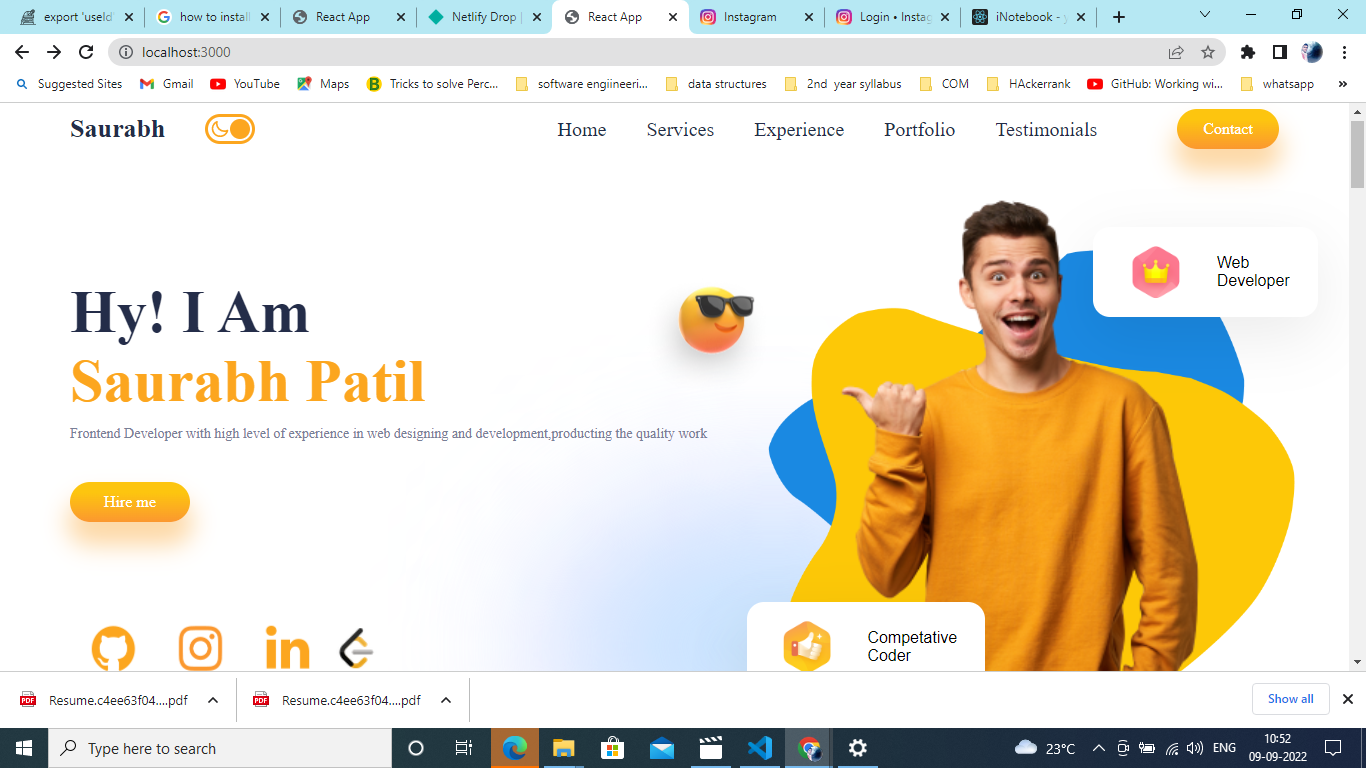 export 'useId'
how to install
React App
Netlify Drop |
React App
Instagram
Login • Instag
iNotebook - y
localhost:3000
Suggested Sites
Gmail
YouTube
Maps
Tricks to solve Perc...
software engiineeri...
data structures
2nd year syllabus
COM
HAckerrank
GitHub: Working wi...
whatsapp
»
Saurabh
Home
Services
Experience
Portfolio
Testimonials
Contact
Web
Developer
Hy! I Am
Saurabh Patil
Frontend Developer with high level of experience in web designing and development,producting the quality work
Hire me
Competative
Coder
Resume.c4ee63f04....pdf
Resume.c4ee63f04....pdf
Show all
Type here to search
23°C
ENG
10:52
09-09-2022